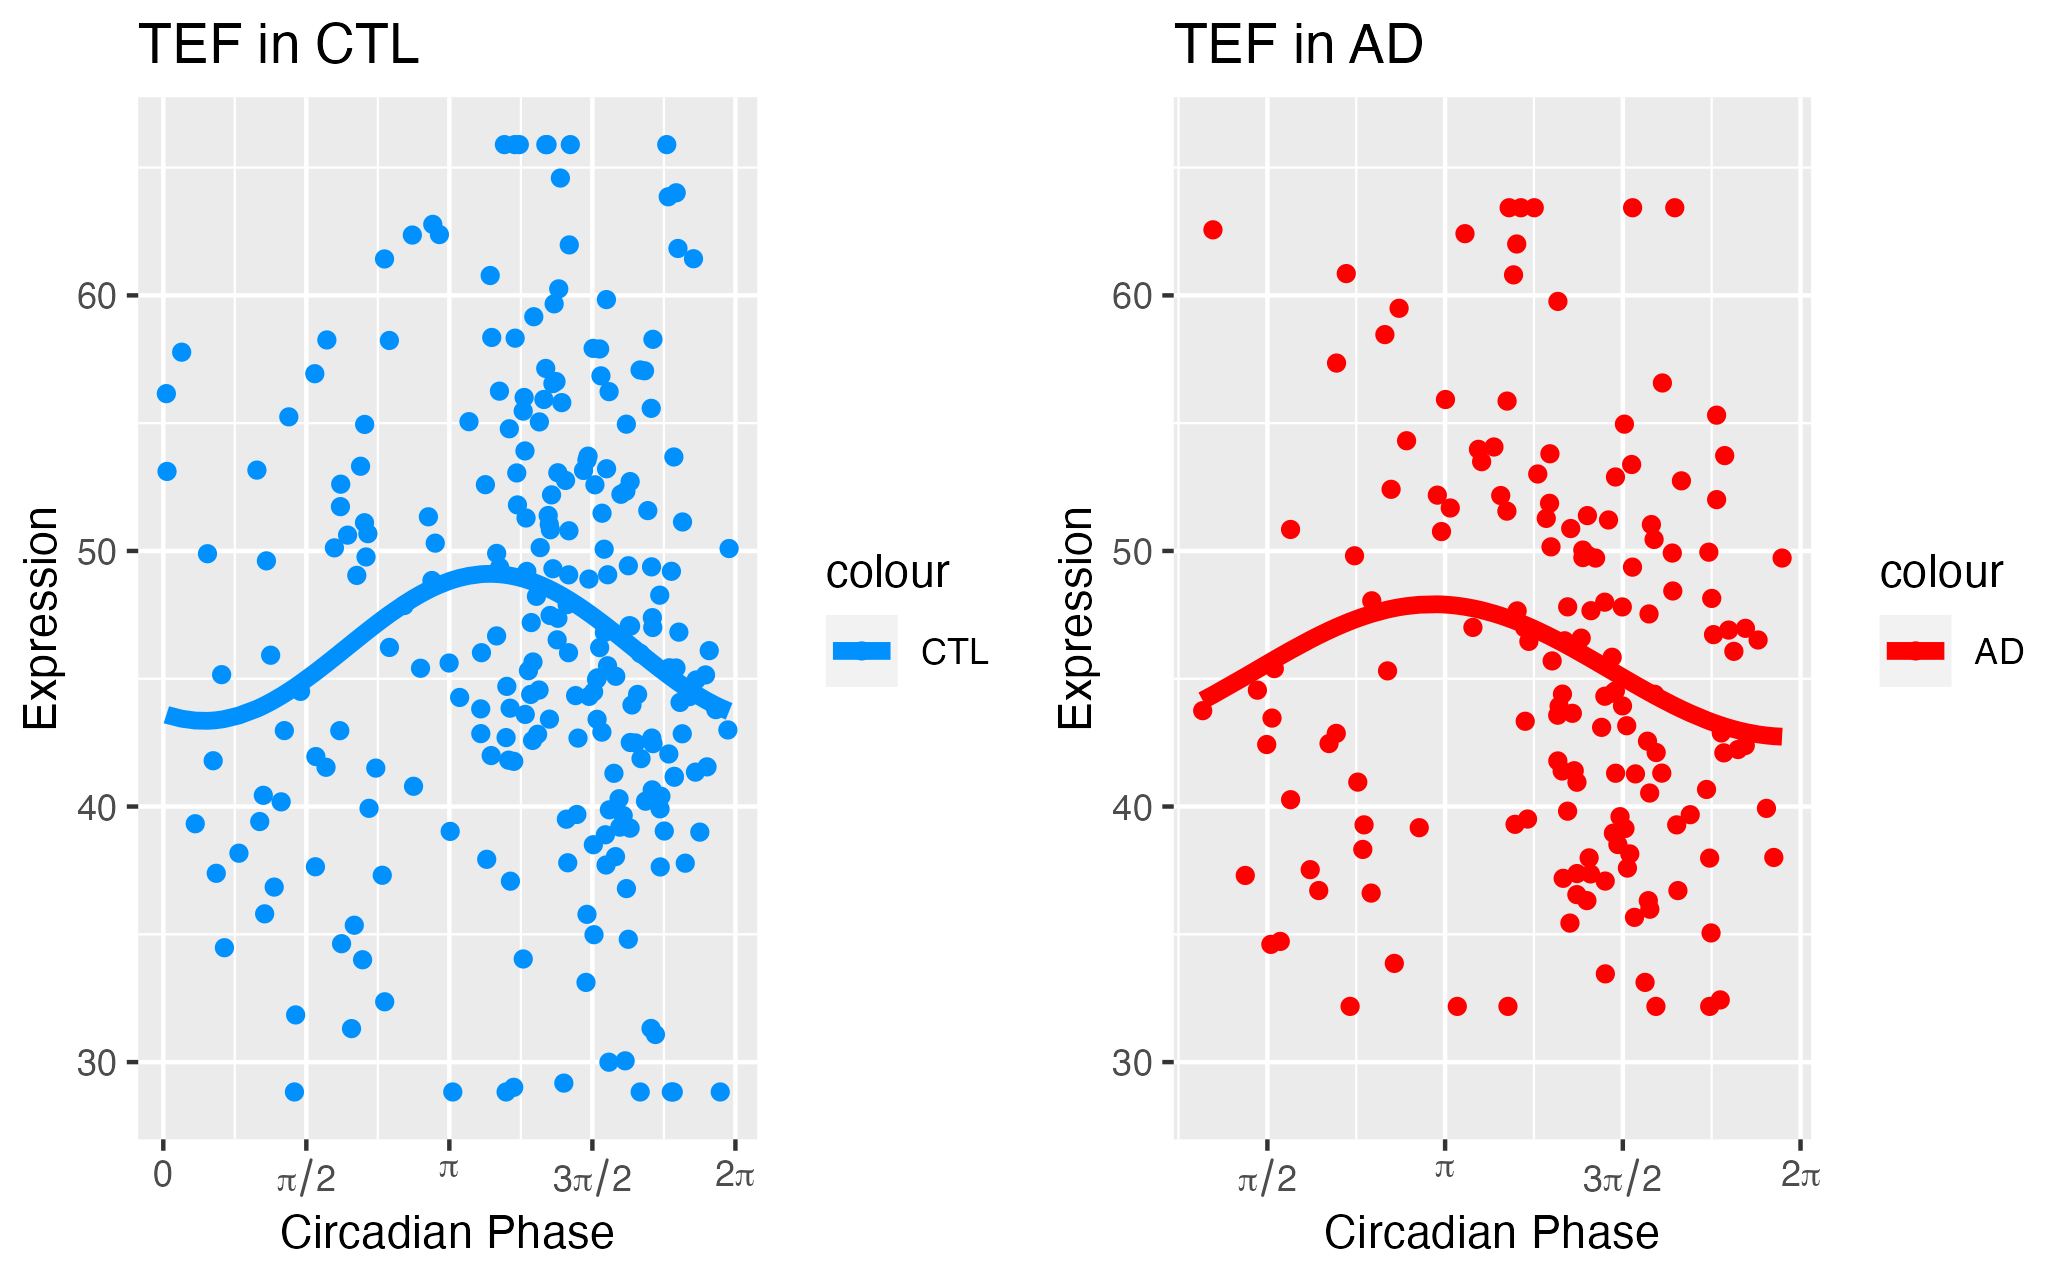 TEF in CTL
60
50
40
30
Expression
0 π/2 π 3π/2 2π
Circadian Phase
colour
CTL
TEF in AD
60
50
40
30
Expression
π/2 π 3π/2 2π
Circadian Phase
colour
AD